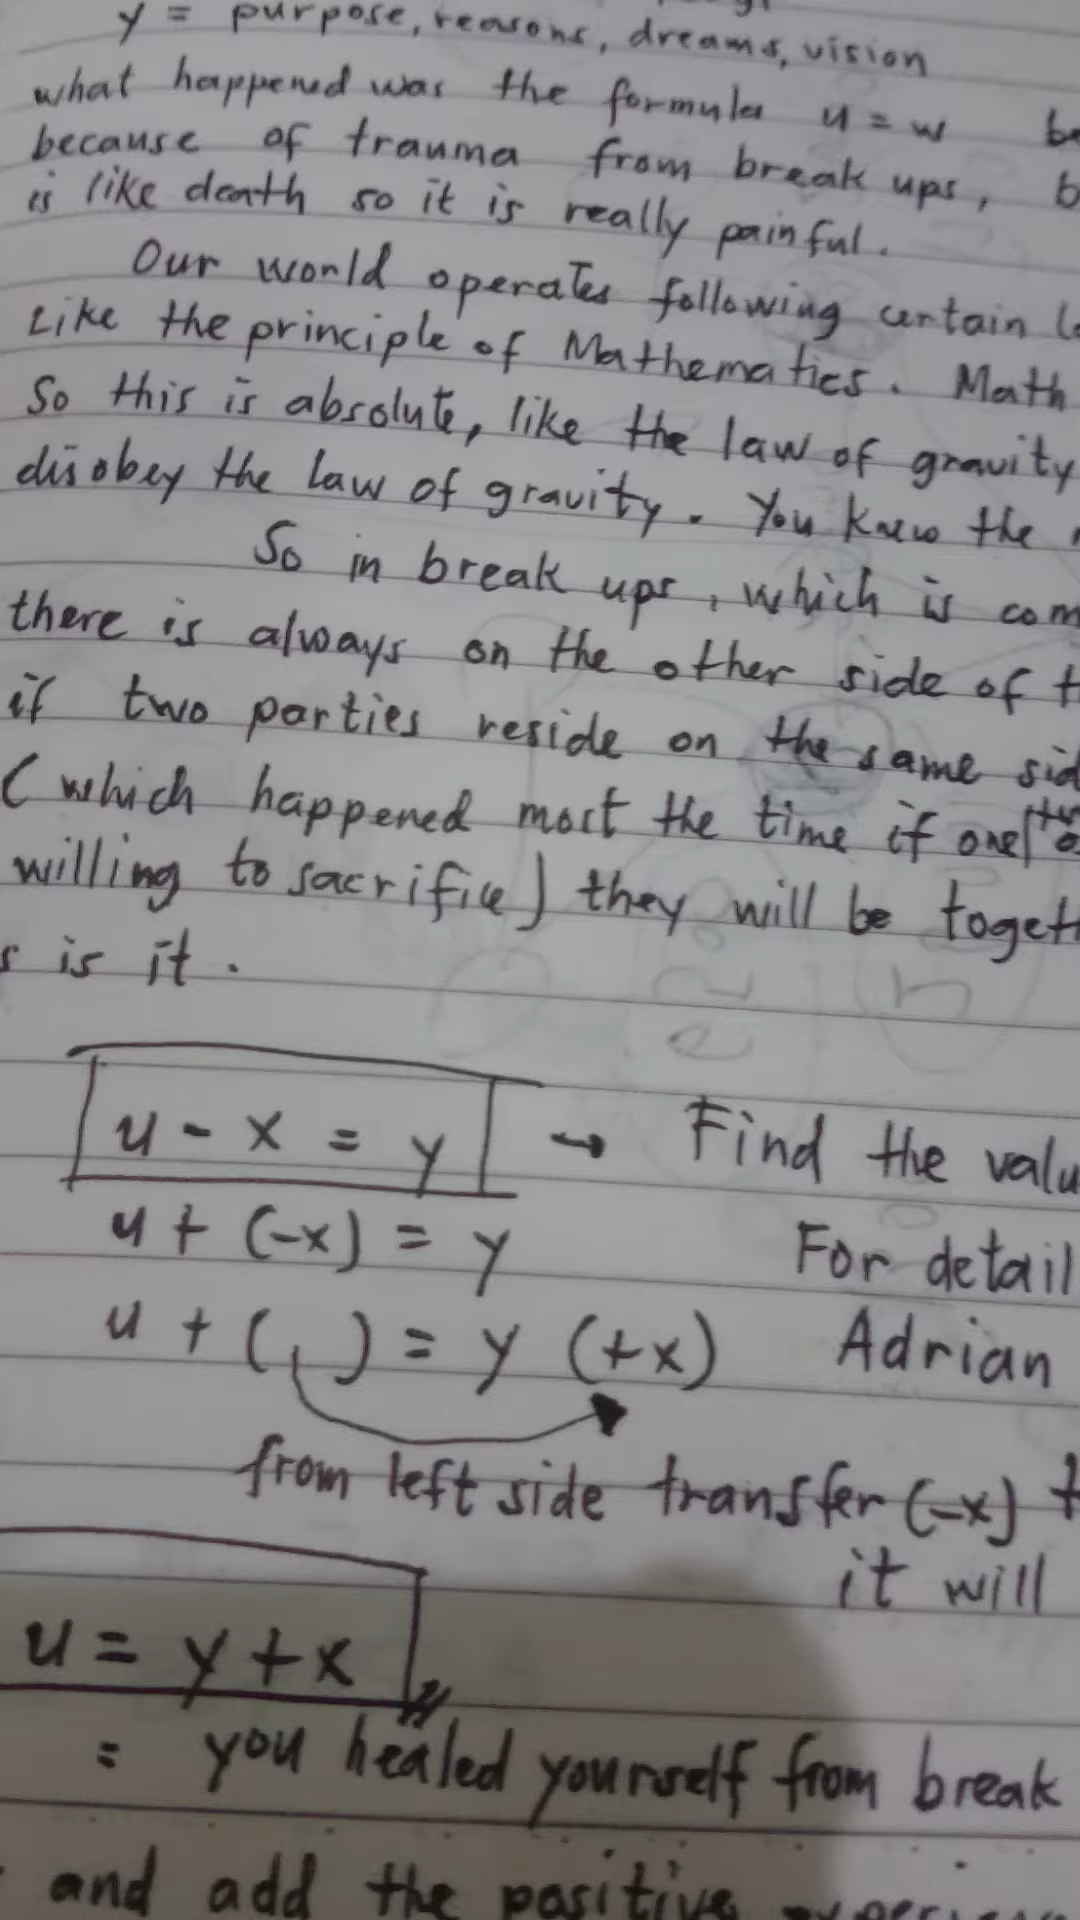 y = purpose, reasons, dreams, vision
what happened was the formula u = w be
because of trauma from break ups, b
is like death so it is really painful.
Our world operates following certain
Like the principle of Mathematics. Math
So this is absolute, like the law of gravity
disobey the law of gravity. You know the
So in break ups, which is com
there is always on the other side of t
if two parties reside on the same sid
(which happened most the time if one
willing to sacrifice) they will be togeth
s is it.
u - x = y → Find the valu
u + (-x) = y For detail
u + ( ) = y (+x) Adrian
from left side transfer (-x) t
it will
u = y + x
= you healed yourself from break
and add the positive